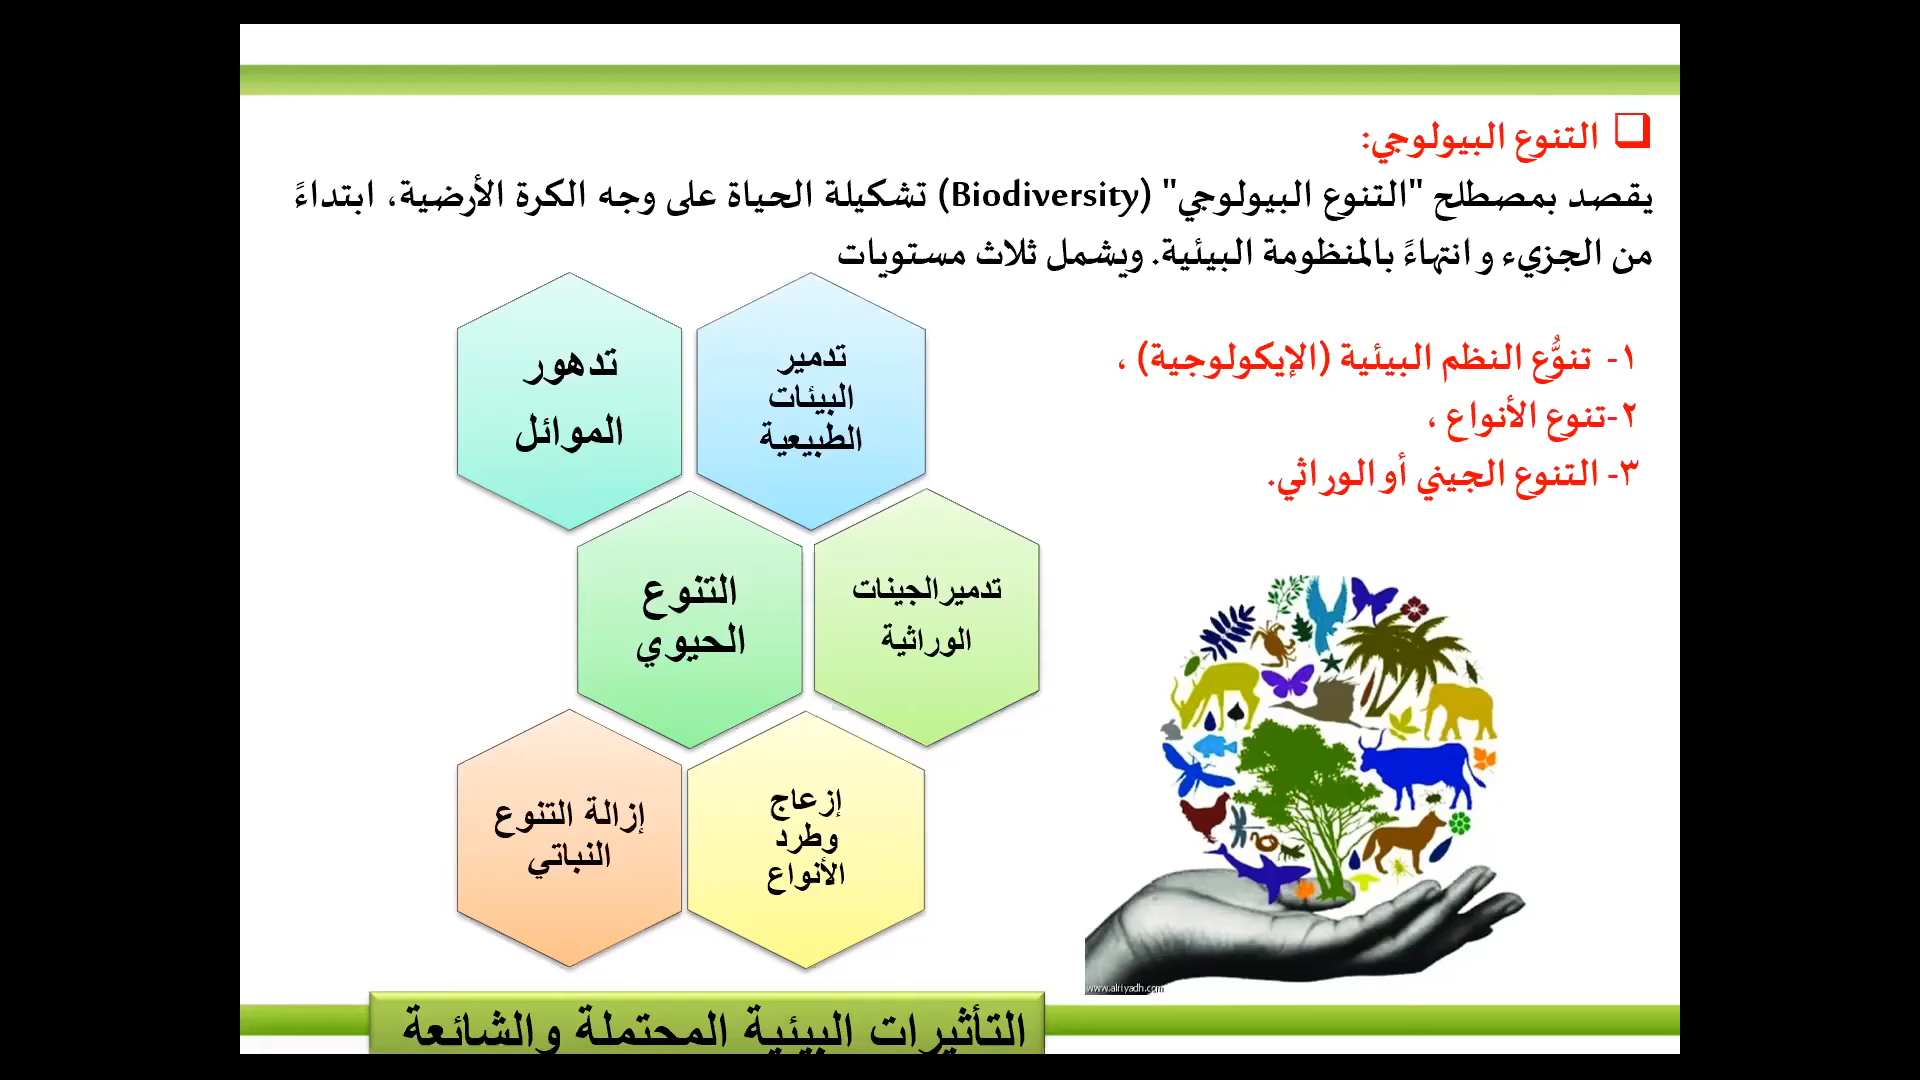 التنوع البيولوجي:
يقصد بمصطلح "التنوع البيولوجي" (Biodiversity) تشكيلة الحياة على وجه الكرة الأرضية، ابتداءً
من الجزيء و انتهاءً بالمنظومة البيئية. ويشمل ثلاث مستويات
١- تنوُّع النظم البيئية (الإيكولوجية) ،
٢-تنوع الأنواع ،
٣- التنوع الجيني أو الوراثي.
تدمير
البيئات
الطبيعية
تدهور
الموائل
تدميرالجينات
الوراثية
التنوع
الحيوي
إزعاج
وطرد
الأنواع
إزالة التنوع
النباتي
www.alriyadh.com
التأثيرات البيئية المحتملة والشائعة